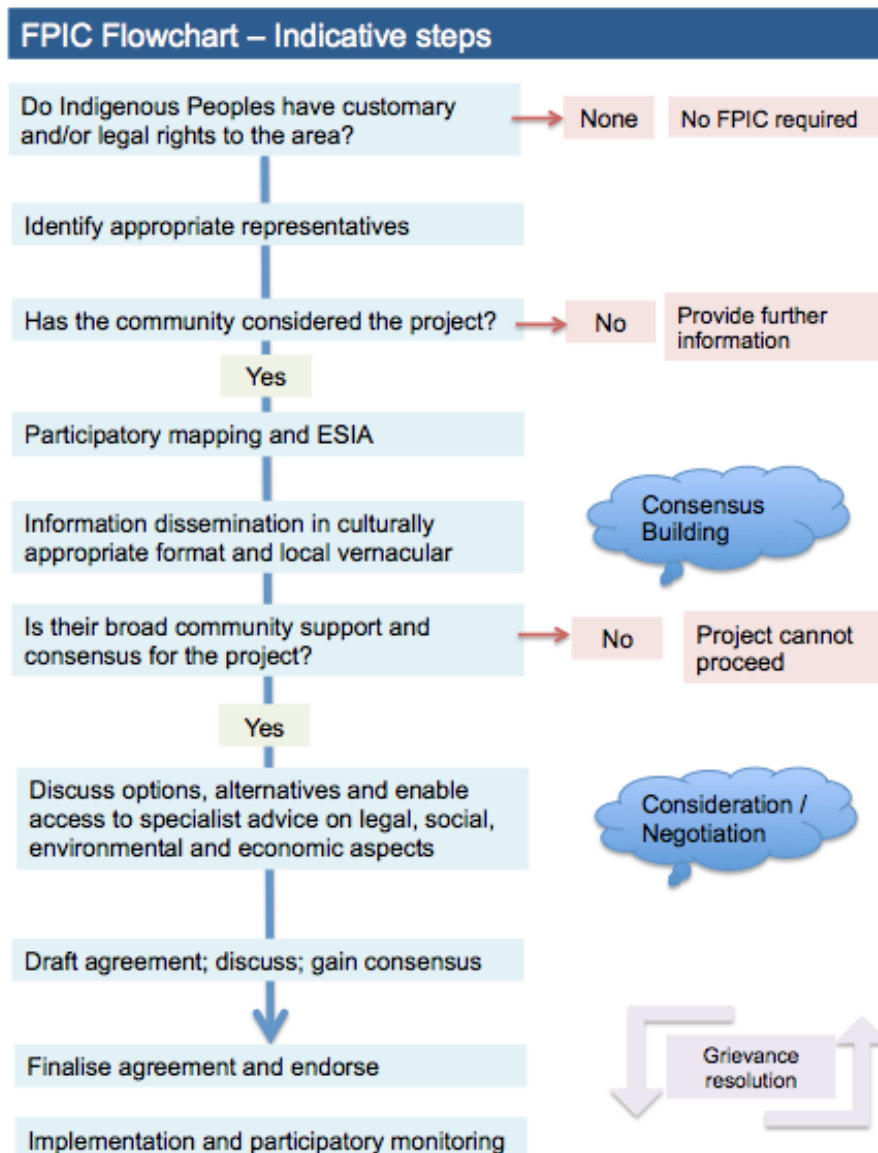 FPIC Flowchart – Indicative steps
Do Indigenous Peoples have customary
and/or legal rights to the area?
None
No FPIC required
Identify appropriate representatives
Has the community considered the project?
No
Provide further
information
Yes
Participatory mapping and ESIA
Information dissemination in culturally
appropriate format and local vernacular
Consensus
Building
Is their broad community support and
consensus for the project?
No
Project cannot
proceed
Yes
Discuss options, alternatives and enable
access to specialist advice on legal, social,
environmental and economic aspects
Consideration /
Negotiation
Draft agreement; discuss; gain consensus
Finalise agreement and endorse
Grievance
resolution
Implementation and participatory monitoring